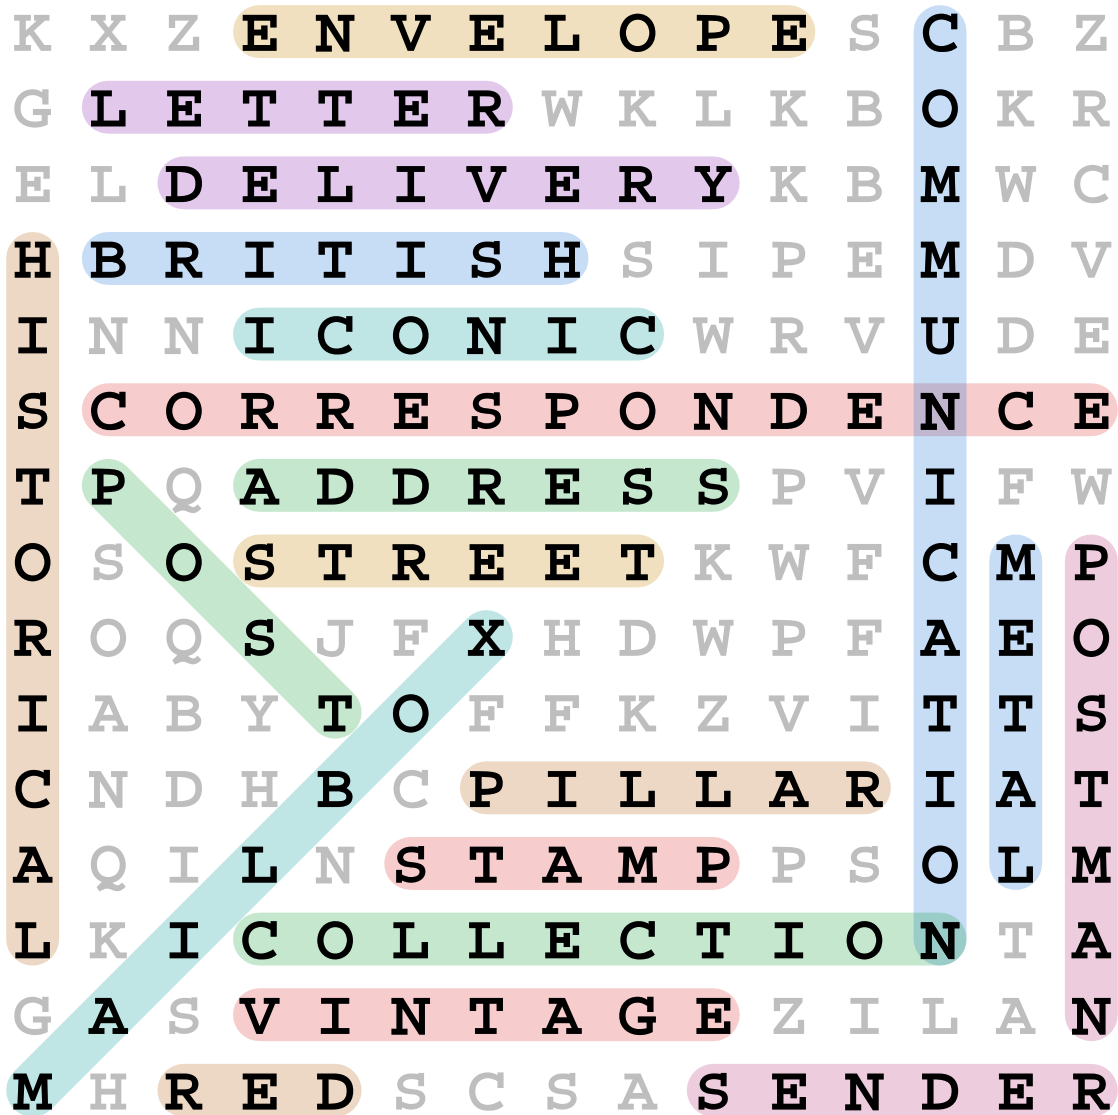 K X Z E N V E L O P E S C B Z
G L E T T E R W K L K B O K R
E L D E L I V E R Y K B M W C
H B R I T I S H S I P E M D V
I N N I C O N I C W R V U D E
S C O R R E S P O N D E N C E
T P Q A D D R E S S P V I F W
O S O S T R E E T K W F C M P
R O Q S J F X H D W P F A E O
I A B Y T O F F K Z V I T T S
C N D H B C P I L L A R I A T
A Q I L N S T A M P P S O L M
L K I C O L L E C T I O N T A
G A S V I N T A G E Z I L A N
M H R E D S C S A S E N D E R